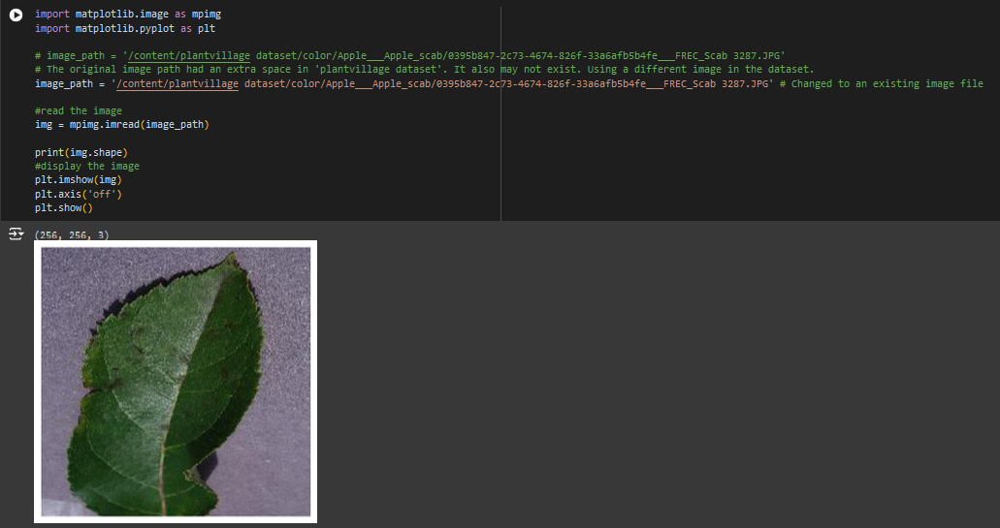 import matplotlib.image as mpimg
import matplotlib.pyplot as plt
# image_path = '/content/plantvillage dataset/color/Apple___Apple_scab/0395b847-2c73-4674-826f-33a6afb5b4fe___FREC_Scab 3287.JPG'
# The original image path had an extra space in 'plantvillage dataset'. It also may not exist. Using a different image in the dataset.
image_path = '/content/plantvillage dataset/color/Apple___Apple_scab/0395b847-2c73-4674-826f-33a6afb5b4fe___FREC_Scab 3287.JPG' # Changed to an existing image file
#read the image
img = mpimg.imread(image_path)
print(img.shape)
#display the image
plt.imshow(img)
plt.axis('off')
plt.show()
(256, 256, 3)